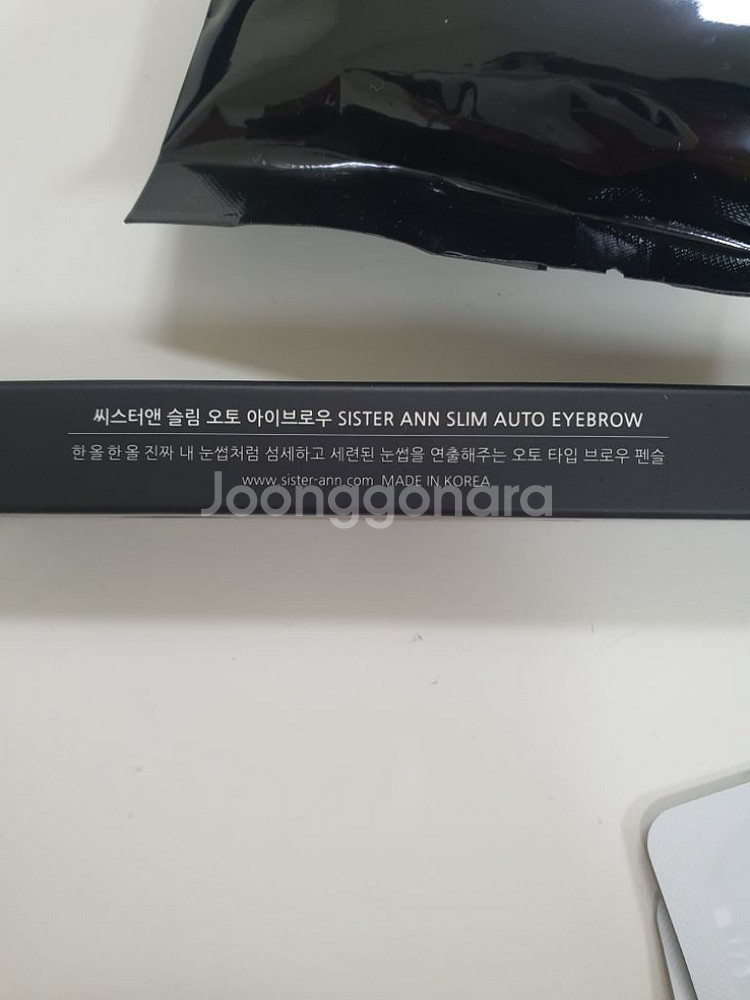 씨스터앤 슬림 오토 아이브로우 SISTER ANN SLIM AUTO EYEBROW
한올한올 진짜 내 눈썹처럼 섬세하고 세련된 눈썹을 연출해주는 오토 타입 브로우 펜슬
www.sister-ann.com MADE IN KOREA
Joonggonara